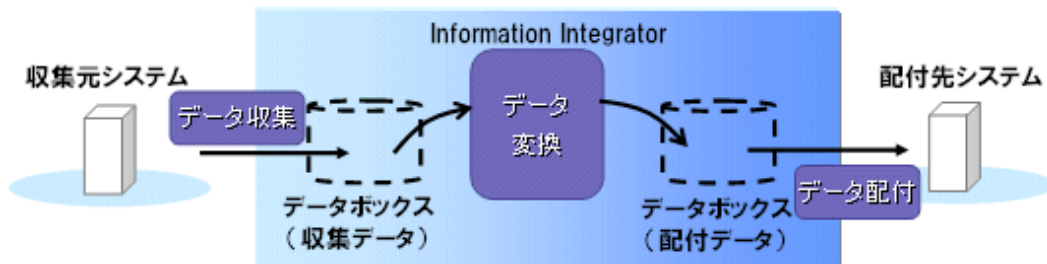 Information Integrator
収集元システム
配付先システム
データ収集
データ
変換
データ配付
データボックス
(収集データ)
データボックス
(配付データ)